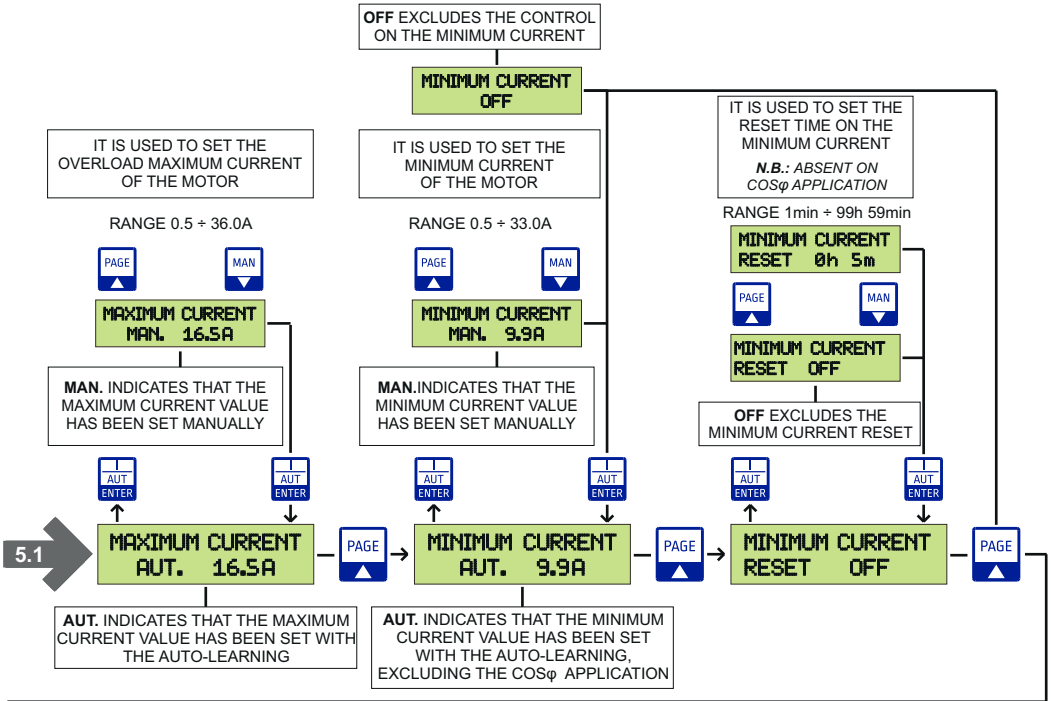 OFF EXCLUDES THE CONTROL
ON THE MINIMUM CURRENT
MINIMUM CURRENT
OFF
IT IS USED TO SET THE
OVERLOAD MAXIMUM CURRENT
OF THE MOTOR
RANGE 0.5 ÷ 36.0A
PAGE
MAN
MAXIMUM CURRENT
MAN. 16.5A
MAN. INDICATES THAT THE
MAXIMUM CURRENT VALUE
HAS BEEN SET MANUALLY
IT IS USED TO SET THE
MINIMUM CURRENT
OF THE MOTOR
RANGE 0.5 ÷ 33.0A
PAGE
MAN
MINIMUM CURRENT
MAN. 9.9A
MAN.INDICATES THAT THE
MINIMUM CURRENT VALUE
HAS BEEN SET MANUALLY
IT IS USED TO SET THE
RESET TIME ON THE
MINIMUM CURRENT
N.B.: ABSENT ON
COSφ APPLICATION
RANGE 1min ÷ 99h 59min
MINIMUM CURRENT
RESET 0h 5m
PAGE
MAN
MINIMUM CURRENT
RESET OFF
OFF EXCLUDES THE
MINIMUM CURRENT RESET
I
AUT
ENTER
I
AUT
ENTER
I
AUT
ENTER
I
AUT
ENTER
I
AUT
ENTER
I
AUT
ENTER
5.1
MAXIMUM CURRENT
AUT. 16.5A
PAGE
MINIMUM CURRENT
AUT. 9.9A
PAGE
MINIMUM CURRENT
RESET OFF
PAGE
AUT. INDICATES THAT THE MAXIMUM
CURRENT VALUE HAS BEEN SET WITH
THE AUTO-LEARNING
AUT. INDICATES THAT THE MINIMUM
CURRENT VALUE HAS BEEN SET
WITH THE AUTO-LEARNING,
EXCLUDING THE COSφ APPLICATION